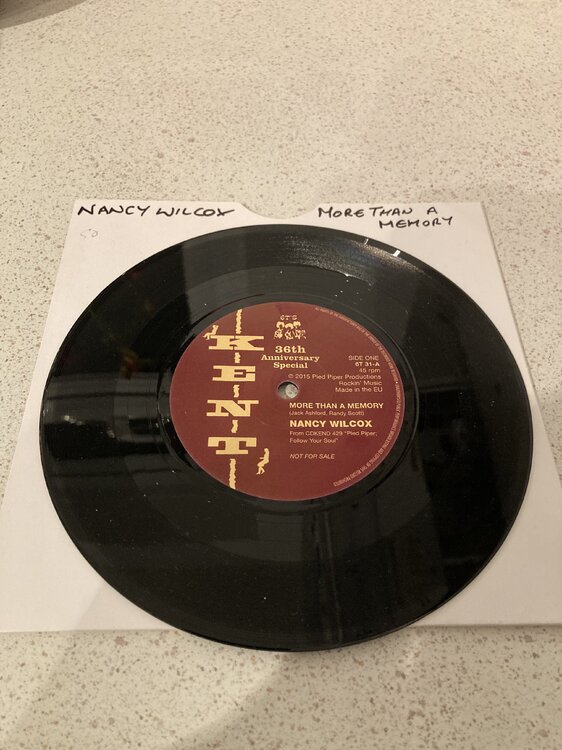 NANCY WILCOX
MORE THAN A
MEMORY
6T'S
KENT
36th
Anniversary
Special
SIDE ONE
6T 31-A
45 rpm
℗ 2015 Pied Piper Productions
Rockin' Music
Made in the EU
MORE THAN A MEMORY
(Jack Ashford, Randy Scott)
NANCY WILCOX
From CDKEND 429 "Pied Piper;
Follow Your Soul"
NOT FOR SALE